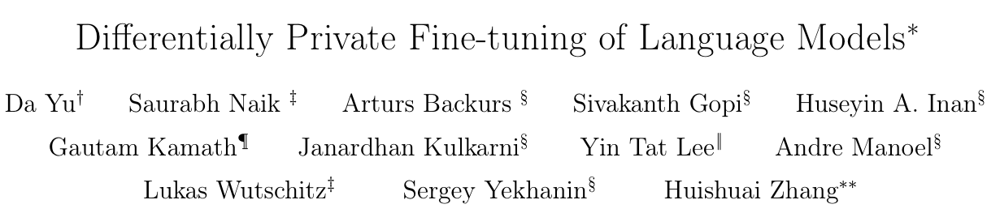 Differentially Private Fine-tuning of Language Models*
Da Yu† Saurabh Naik ‡ Arturs Backurs § Sivakanth Gopi§ Huseyin A. Inan§
Gautam Kamath¶ Janardhan Kulkarni§ Yin Tat Lee‖ Andre Manoel§
Lukas Wutschitz‡ Sergey Yekhanin§ Huishuai Zhang**